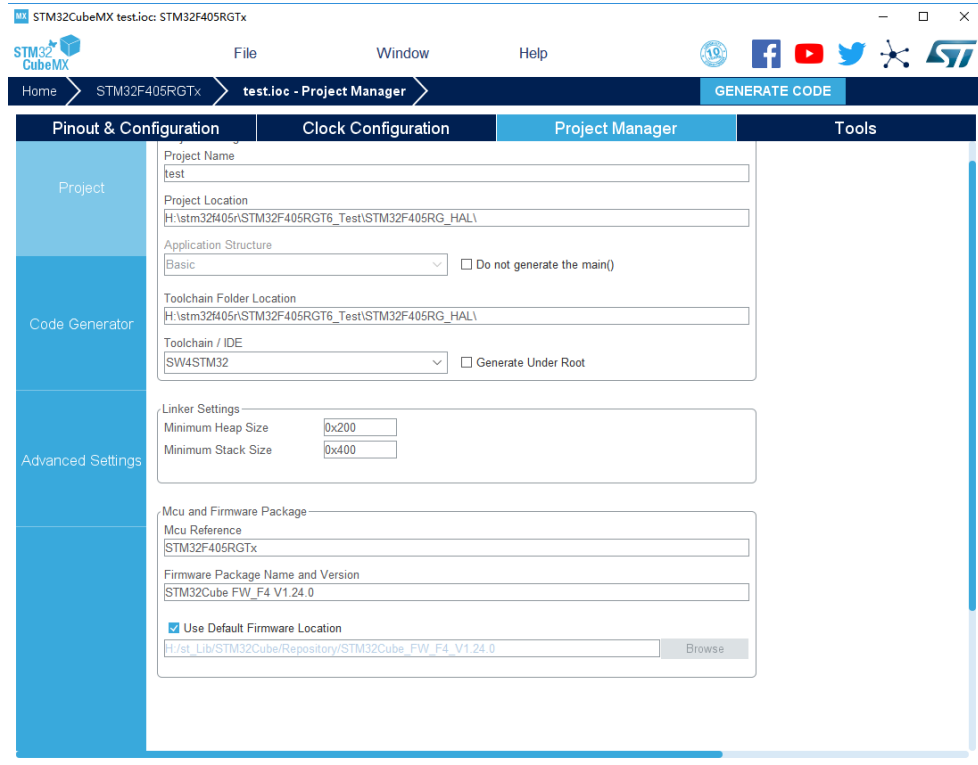 MX STM32CubeMX test.ioc: STM32F405RGTx
STM32
CubeMX
File Window Help
10
ST
Home STM32F405RGTx test.ioc - Project Manager GENERATE CODE
Pinout & Configuration Clock Configuration Project Manager Tools
Project
Code Generator
Advanced Settings
Project Name
test
Project Location
H:\stm32f405r\STM32F405RGT6_Test\STM32F405RG_HAL\
Application Structure
Basic Do not generate the main()
Toolchain Folder Location
H:\stm32f405r\STM32F405RGT6_Test\STM32F405RG_HAL\
Toolchain / IDE
SW4STM32 Generate Under Root
Linker Settings
Minimum Heap Size 0x200
Minimum Stack Size 0x400
Mcu and Firmware Package
Mcu Reference
STM32F405RGTx
Firmware Package Name and Version
STM32Cube FW_F4 V1.24.0
Use Default Firmware Location
H:/st_Lib/STM32Cube/Repository/STM32Cube_FW_F4_V1.24.0 Browse